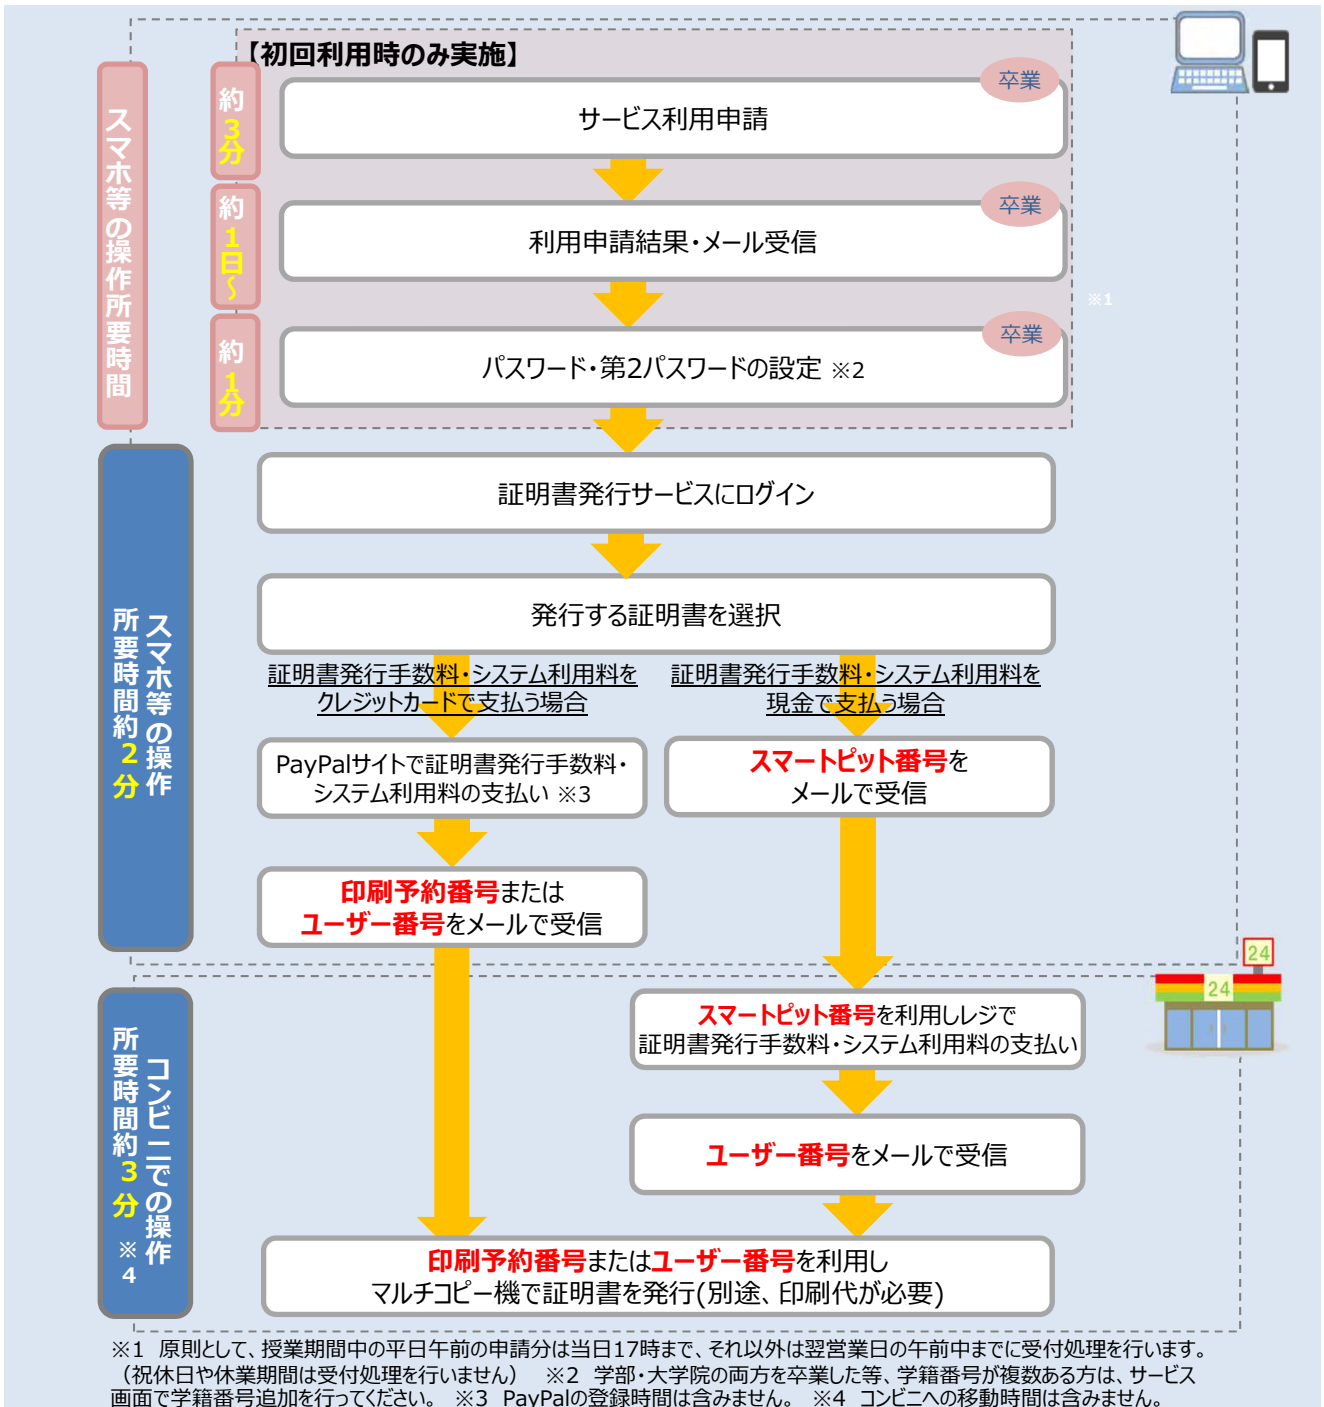 【初回利用時のみ実施】
スマホ等の操作所要時間
約3分
卒業
サービス利用申請
約1日～
卒業
利用申請結果・メール受信
※1
約1分
卒業
パスワード・第2パスワードの設定 ※2
スマホ等の操作
所要時間約2分
証明書発行サービスにログイン
発行する証明書を選択
証明書発行手数料・システム利用料を
クレジットカードで支払う場合
証明書発行手数料・システム利用料を
現金で支払う場合
PayPalサイトで証明書発行手数料・
システム利用料の支払い ※3
スマートピット番号を
メールで受信
印刷予約番号または
ユーザー番号をメールで受信
24
24
コンビニでの操作
所要時間約3分 ※4
スマートピット番号を利用しレジで
証明書発行手数料・システム利用料の支払い
ユーザー番号をメールで受信
印刷予約番号またはユーザー番号を利用し
マルチコピー機で証明書を発行(別途、印刷代が必要)
※1 原則として、授業期間中の平日午前の申請分は当日17時まで、それ以外は翌営業日の午前中までに受付処理を行います。
（祝休日や休業期間は受付処理を行いません） ※2 学部・大学院の両方を卒業した等、学籍番号が複数ある方は、サービス
画面で学籍番号追加を行ってください。 ※3 PayPalの登録時間は含みません。 ※4 コンビニへの移動時間は含みません。